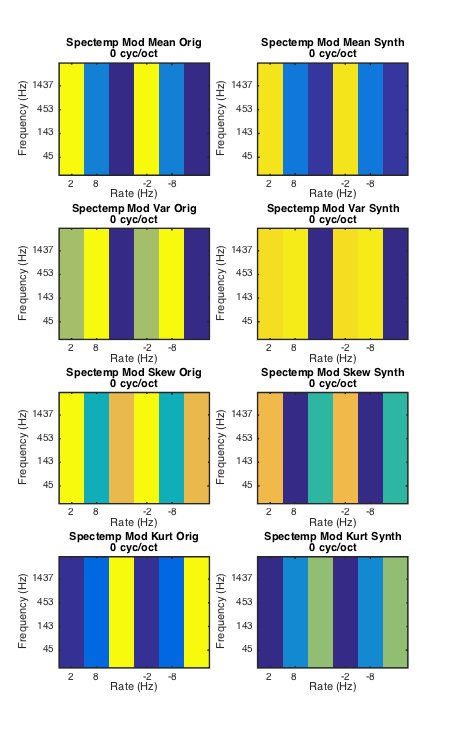 Spectemp Mod Mean Orig
0 cyc/oct
Frequency (Hz)
1437
453
143
45
2 8 -2 -8
Rate (Hz)
Spectemp Mod Mean Synth
0 cyc/oct
Frequency (Hz)
1437
453
143
45
2 8 -2 -8
Rate (Hz)
Spectemp Mod Var Orig
0 cyc/oct
Frequency (Hz)
1437
453
143
45
2 8 -2 -8
Rate (Hz)
Spectemp Mod Var Synth
0 cyc/oct
Frequency (Hz)
1437
453
143
45
2 8 -2 -8
Rate (Hz)
Spectemp Mod Skew Orig
0 cyc/oct
Frequency (Hz)
1437
453
143
45
2 8 -2 -8
Rate (Hz)
Spectemp Mod Skew Synth
0 cyc/oct
Frequency (Hz)
1437
453
143
45
2 8 -2 -8
Rate (Hz)
Spectemp Mod Kurt Orig
0 cyc/oct
Frequency (Hz)
1437
453
143
45
2 8 -2 -8
Rate (Hz)
Spectemp Mod Kurt Synth
0 cyc/oct
Frequency (Hz)
1437
453
143
45
2 8 -2 -8
Rate (Hz)